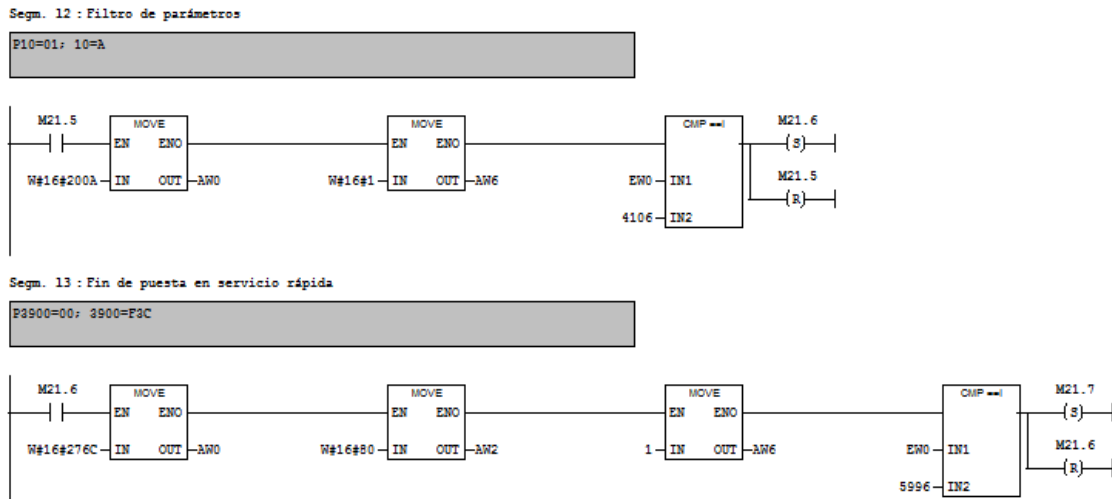 Segm. 12 : Filtro de parámetros
P10=01; 10=A
M21.5 MOVE MOVE CMP ==I M21.6
EN ENO EN ENO (S)
W#16#200A IN OUT AW0 W#16#1 IN OUT AW6 EW0 IN1 M21.5
(R)
4106 IN2
Segm. 13 : Fin de puesta en servicio rápida
P3900=00; 3900=F3C
M21.6 MOVE MOVE MOVE CMP ==I M21.7
EN ENO EN ENO EN ENO (S)
W#16#276C IN OUT AW0 W#16#80 IN OUT AW2 1 IN OUT AW6 EW0 IN1 M21.6
(R)
5996 IN2